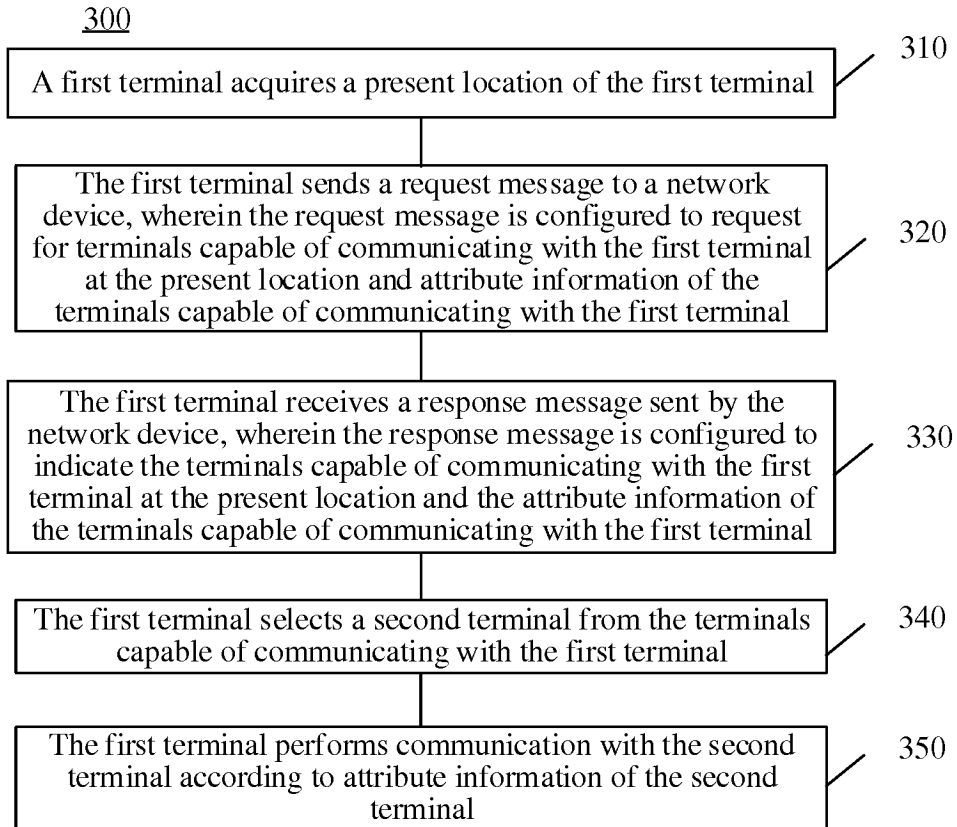 300
A first terminal acquires a present location of the first terminal
310
The first terminal sends a request message to a network
device, wherein the request message is configured to request
for terminals capable of communicating with the first terminal
at the present location and attribute information of the
terminals capable of communicating with the first terminal
320
The first terminal receives a response message sent by the
network device, wherein the response message is configured to
indicate the terminals capable of communicating with the first
terminal at the present location and the attribute information of
the terminals capable of communicating with the first terminal
330
The first terminal selects a second terminal from the terminals
capable of communicating with the first terminal
340
The first terminal performs communication with the second
terminal according to attribute information of the second
terminal
350